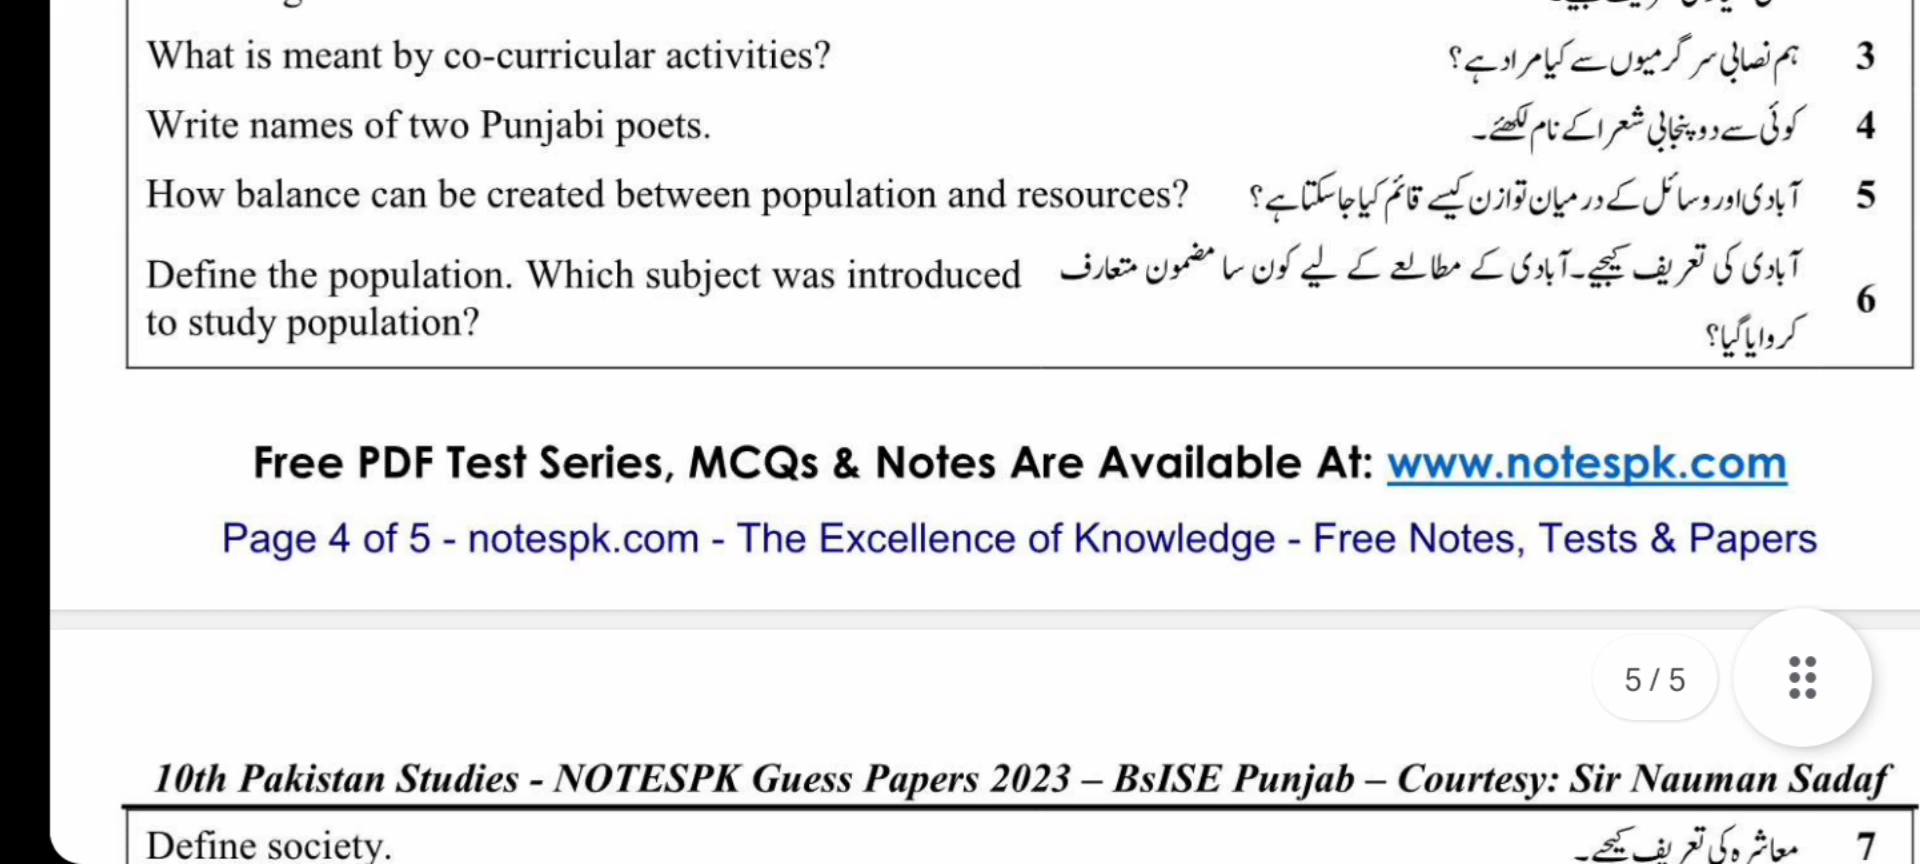 What is meant by co-curricular activities? ہم نصابی سر گرمیوں سے کیا مراد ہے؟ 3
Write names of two Punjabi poets. کوئی سے دو پنجابی شعرا کے نام لکھئے۔ 4
How balance can be created between population and resources? آبادی اور وسائل کے درمیان توازن کیسے قائم کیا جاسکتا ہے؟ 5
Define the population. Which subject was introduced آبادی کی تعریف کیجیے۔ آبادی کے مطالعے کے لیے کون سا مضمون متعارف
to study population? کروایا گیا؟ 6
Free PDF Test Series, MCQs & Notes Are Available At: www.notespk.com
Page 4 of 5 - notespk.com - The Excellence of Knowledge - Free Notes, Tests & Papers
5 / 5
10th Pakistan Studies - NOTESPK Guess Papers 2023 – BsISE Punjab – Courtesy: Sir Nauman Sadaf
Define society. معاشرہ کی تعریف کیجیے۔ 7